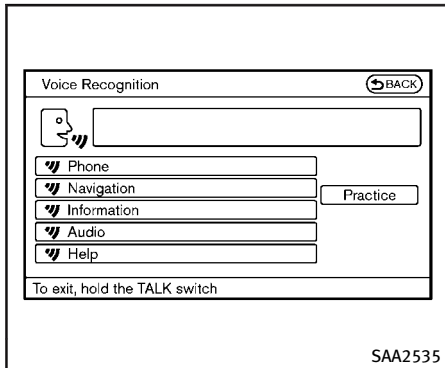 Voice Recognition
BACK
Phone
Navigation
Practice
Information
Audio
Help
To exit, hold the TALK switch
SAA2535